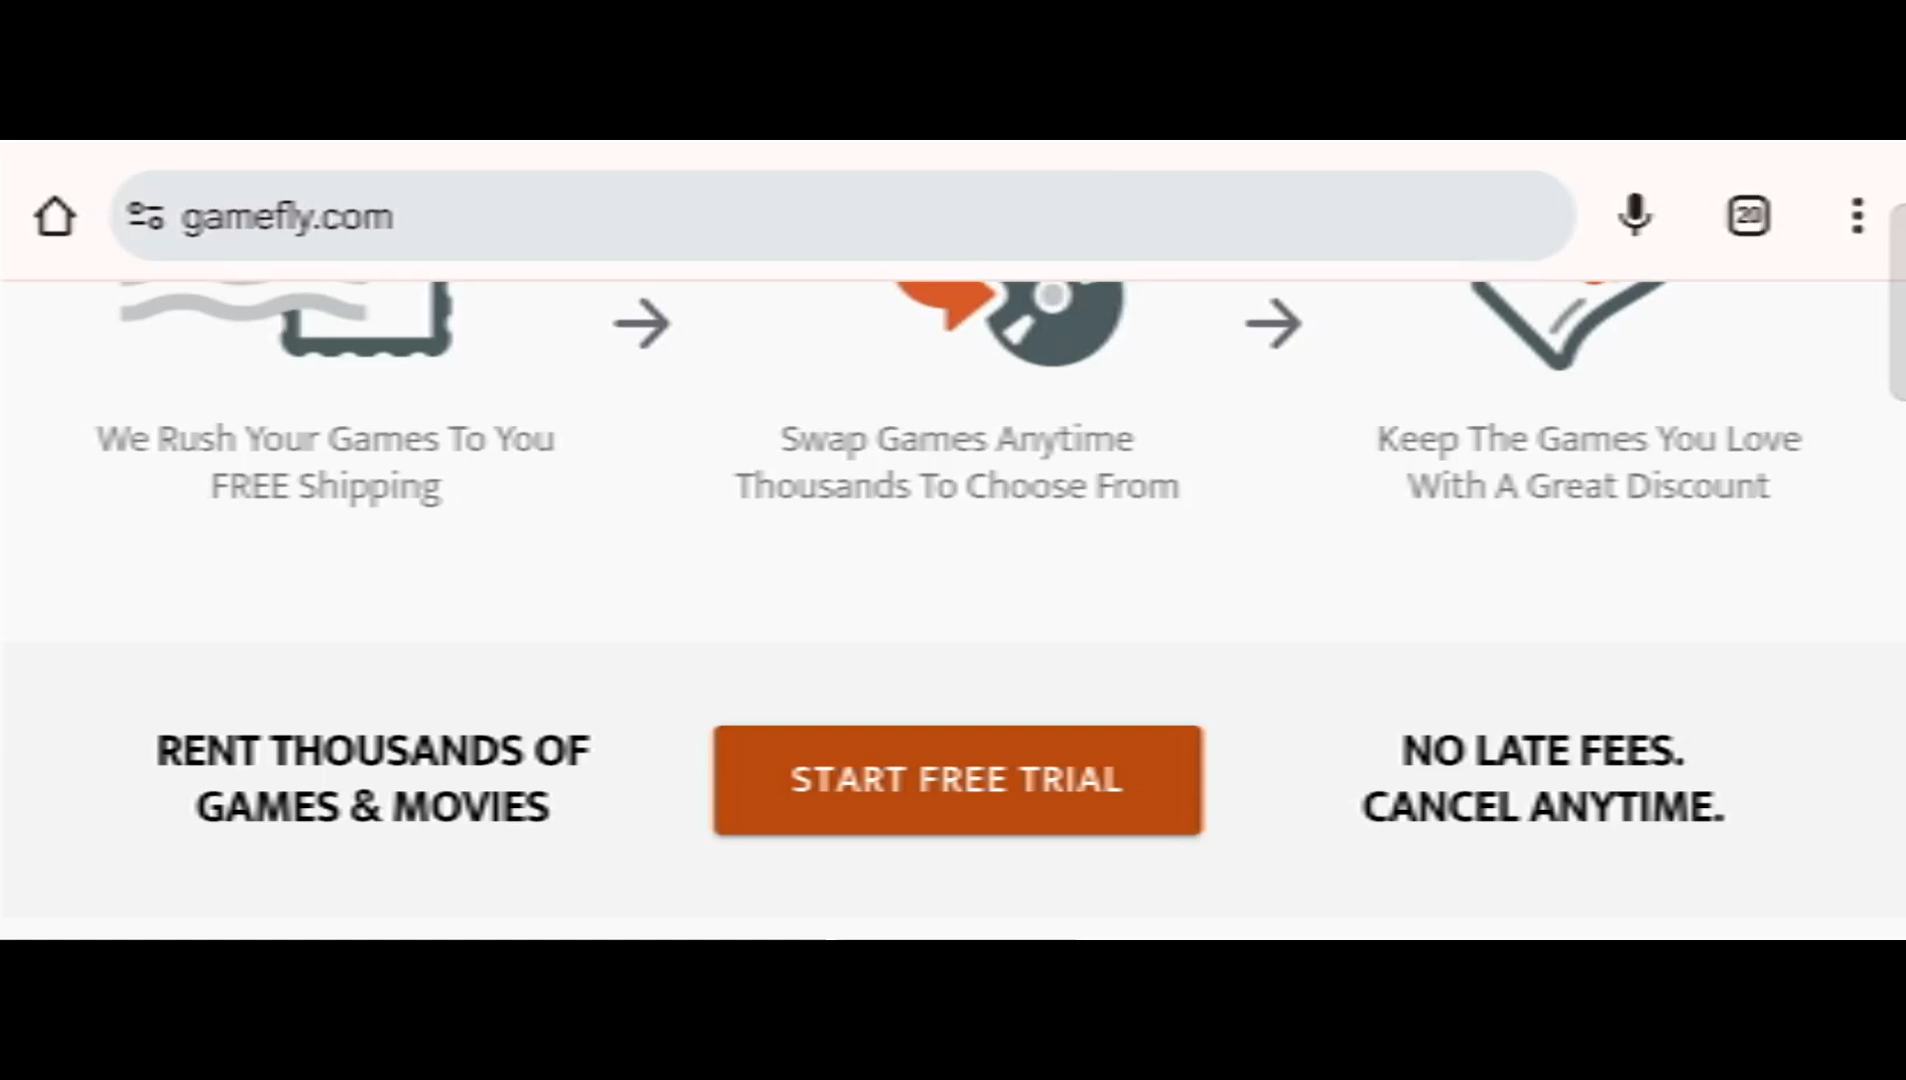 gamefly.com
20
We Rush Your Games To You
FREE Shipping
Swap Games Anytime
Thousands To Choose From
Keep The Games You Love
With A Great Discount
RENT THOUSANDS OF
GAMES & MOVIES
START FREE TRIAL
NO LATE FEES.
CANCEL ANYTIME.